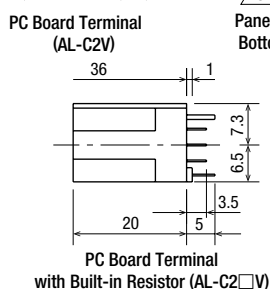 PC Board Terminal
(AL-C2V)
Pane
Botto
36
1
7.3
6.5
3.5
20
5
PC Board Terminal
with Built-in Resistor (AL-C2□V)